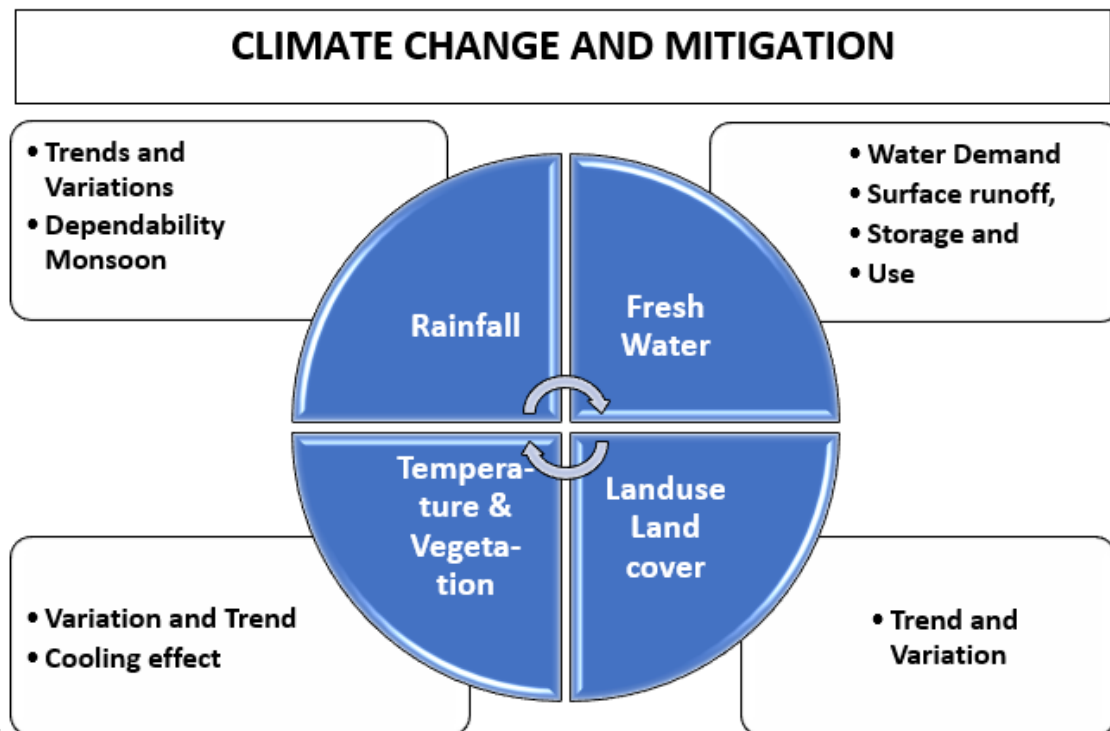 CLIMATE CHANGE AND MITIGATION
• Trends and
Variations
• Dependability
Monsoon
• Water Demand
• Surface runoff,
• Storage and
• Use
Rainfall
Fresh
Water
Tempera-
ture &
Vegeta-
tion
Landuse
Land
cover
• Variation and Trend
• Cooling effect
• Trend and
Variation